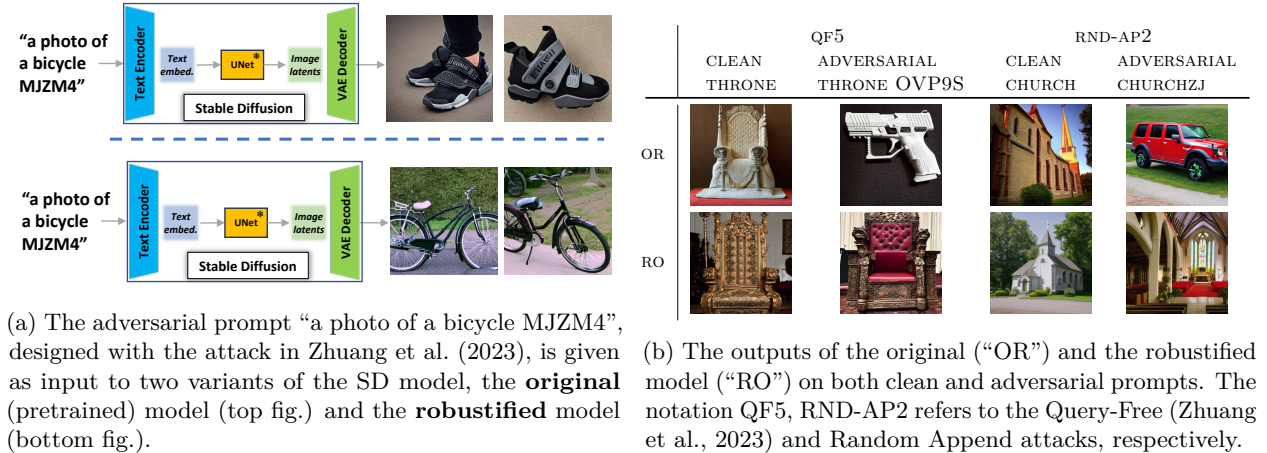 “a photo of
a bicycle
MJZM4”
Text Encoder
Text
embed.
UNet
Image
latents
VAE Decoder
Stable Diffusion
“a photo of
a bicycle
MJZM4”
Text Encoder
Text
embed.
UNet
Image
latents
VAE Decoder
Stable Diffusion
(a) The adversarial prompt “a photo of a bicycle MJZM4”,
designed with the attack in Zhuang et al. (2023), is given
as input to two variants of the SD model, the original
(pretrained) model (top fig.) and the robustified model
(bottom fig.).
QF5 RND-AP2
CLEAN ADVERSARIAL CLEAN ADVERSARIAL
THRONE THRONE OVP9S CHURCH CHURCHZJ
OR
RO
(b) The outputs of the original (“OR”) and the robustified
model (“RO”) on both clean and adversarial prompts. The
notation QF5, RND-AP2 refers to the Query-Free (Zhuang
et al., 2023) and Random Append attacks, respectively.